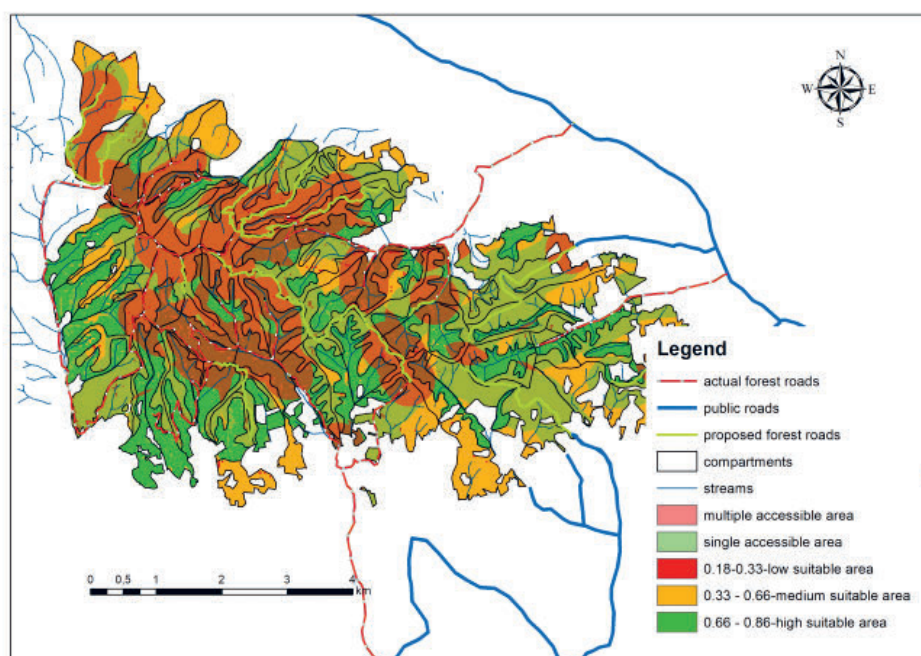 N
W E
S
Legend
actual forest roads
public roads
proposed forest roads
compartments
streams
multiple accessible area
single accessible area
0.18-0.33-low suitable area
0.33 - 0.66-medium suitable area
0.66 - 0.86-high suitable area
0 0,5 1 2 3 4
km